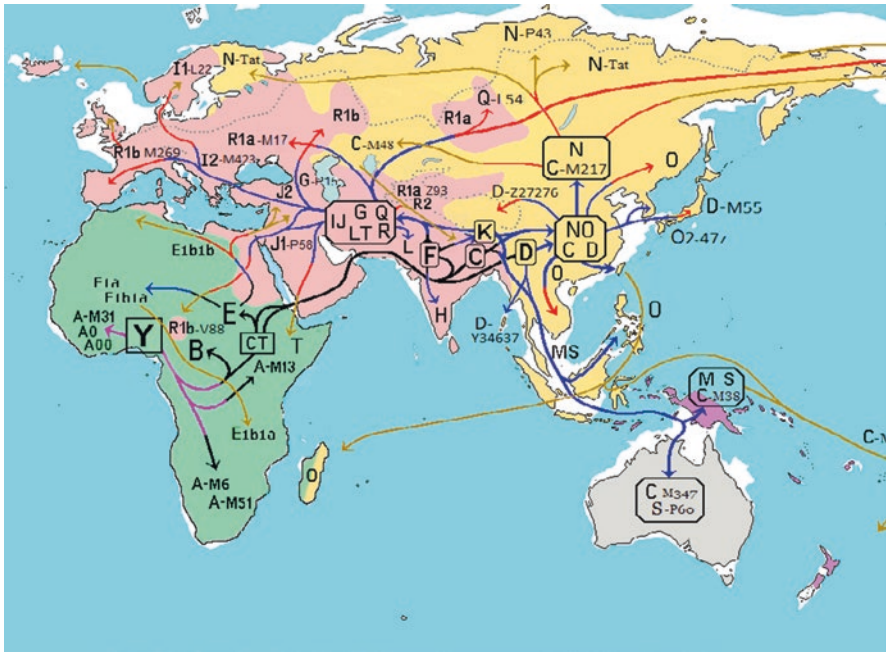 N-P43
I1-L22
N-Tat
N-Tat
Q-L54
R1b
R1a
R1a-M17
C-M48
N
C-M217
O
R1b M269
I2-M423
J2
R1a Z93
R2
D-Z27276
D-M55
G Q
IJ
LT R
K
NO
C D
J1-P58
E1b1b
L
F
C
D
O
O
E
H
D-
Y34637
A-M31
A0
A00
Y
R1b-V88
CT
T
B
A-M13
MS
M S
C-M38
E1b1a
O
A-M6
A-M51
C M347
S-P60